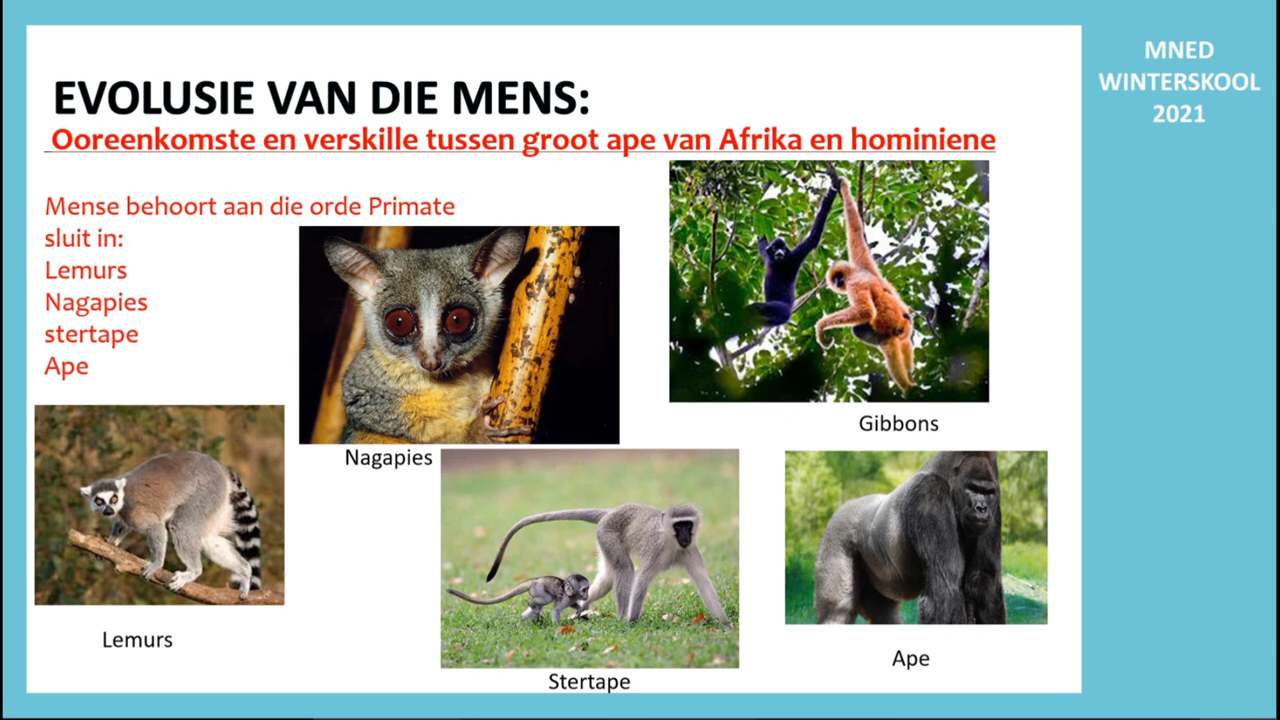 EVOLUSIE VAN DIE MENS:
Ooreenkomste en verskille tussen groot ape van Afrika en hominiene
MNED
WINTERSKOOL
2021
Mense behoort aan die orde Primate
sluit in:
Lemurs
Nagapies
stertape
Ape
Gibbons
Nagapies
Lemurs
Stertape
Ape